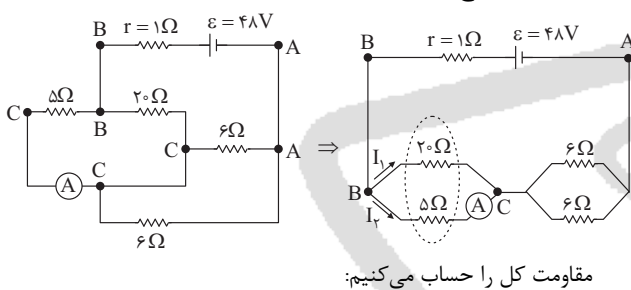 B r = ۱Ω ε = ۴۸V A
C ۵Ω B ۲۰Ω
C ۶Ω A
A C
۶Ω
⇒
B r = ۱Ω ε = ۴۸V A
I۱ ۲۰Ω ۶Ω
B C
I۲ ۵Ω A ۶Ω
مقاومت کل را حساب می‌کنیم: